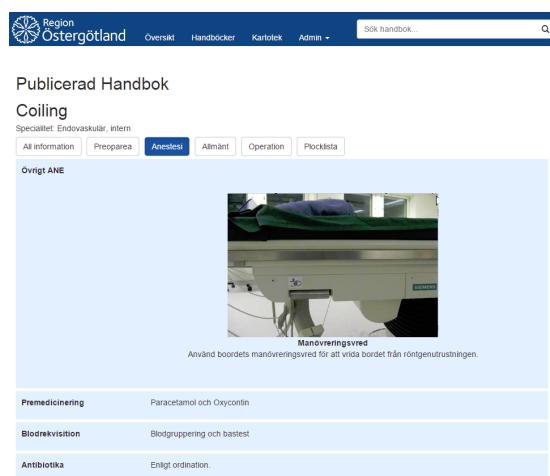 Region
Östergötland
Översikt Handböcker Kartotek Admin
Sök handbok...
Publicerad Handbok
Coiling
Specialitet: Endovaskulär, intern
All information Preoparea Anestesi Allmänt Operation Plocklista
Övrigt ANE
SIEMENS
Manövreringsvred
Använd boordets manövreringsvred för att vrida bordet från röntgenutrustningen.
Premedicinering Paracetamol och Oxycontin
Blodrekvisition Blodgruppering och bastest
Antibiotika Enligt ordination.